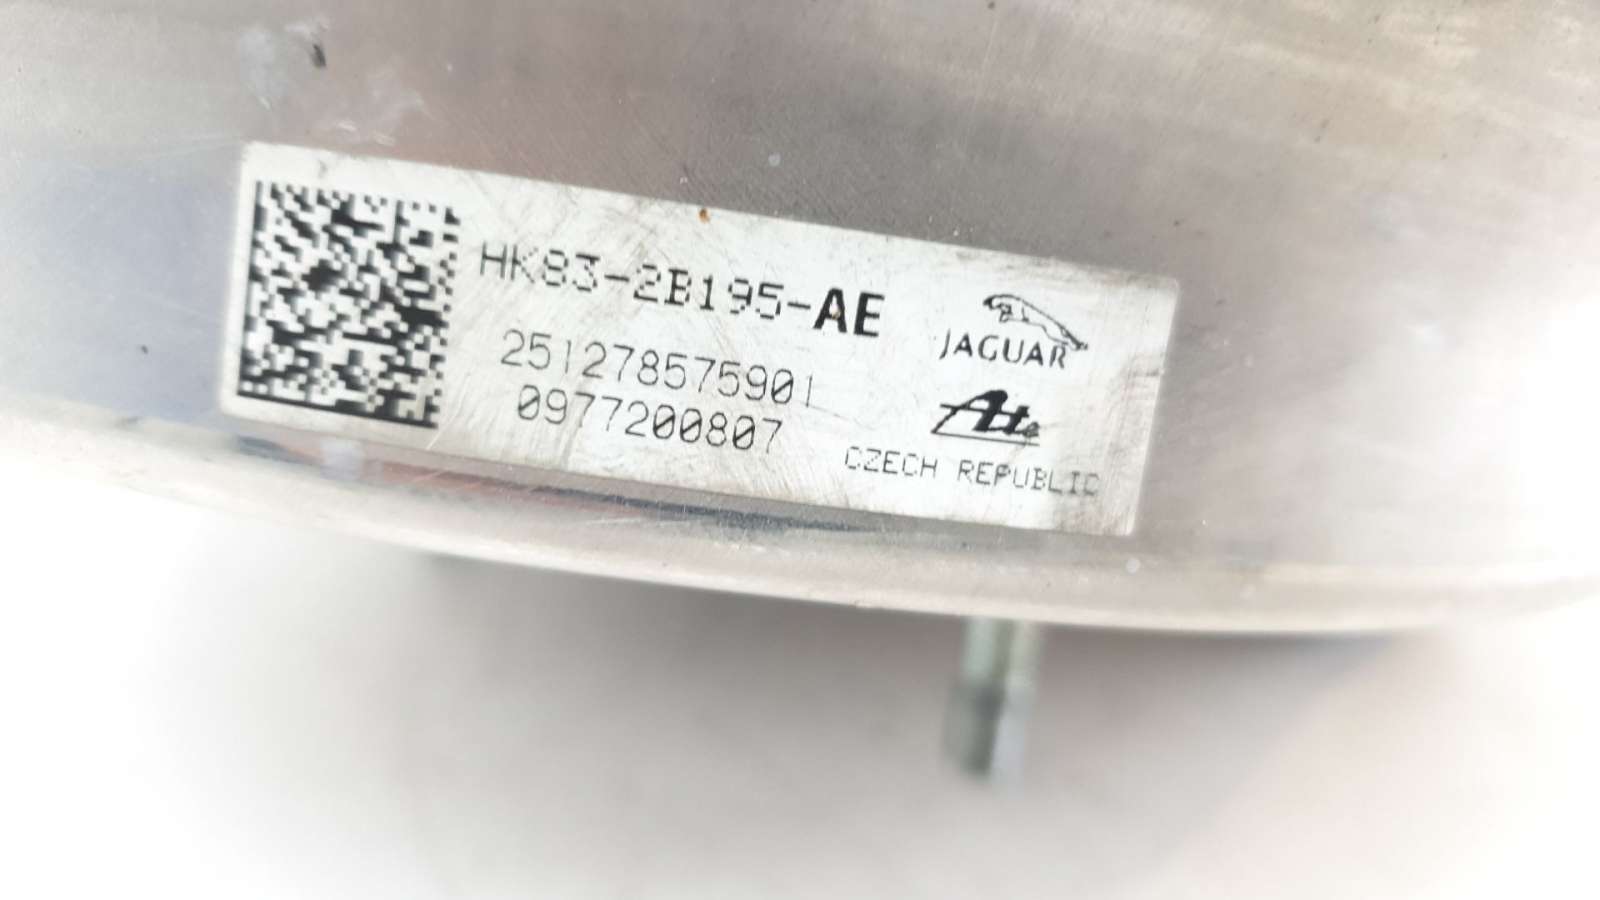 HK83-2B195-AE
251278575901
0977200807
JAGUAR
Ate
CZECH REPUBLIC